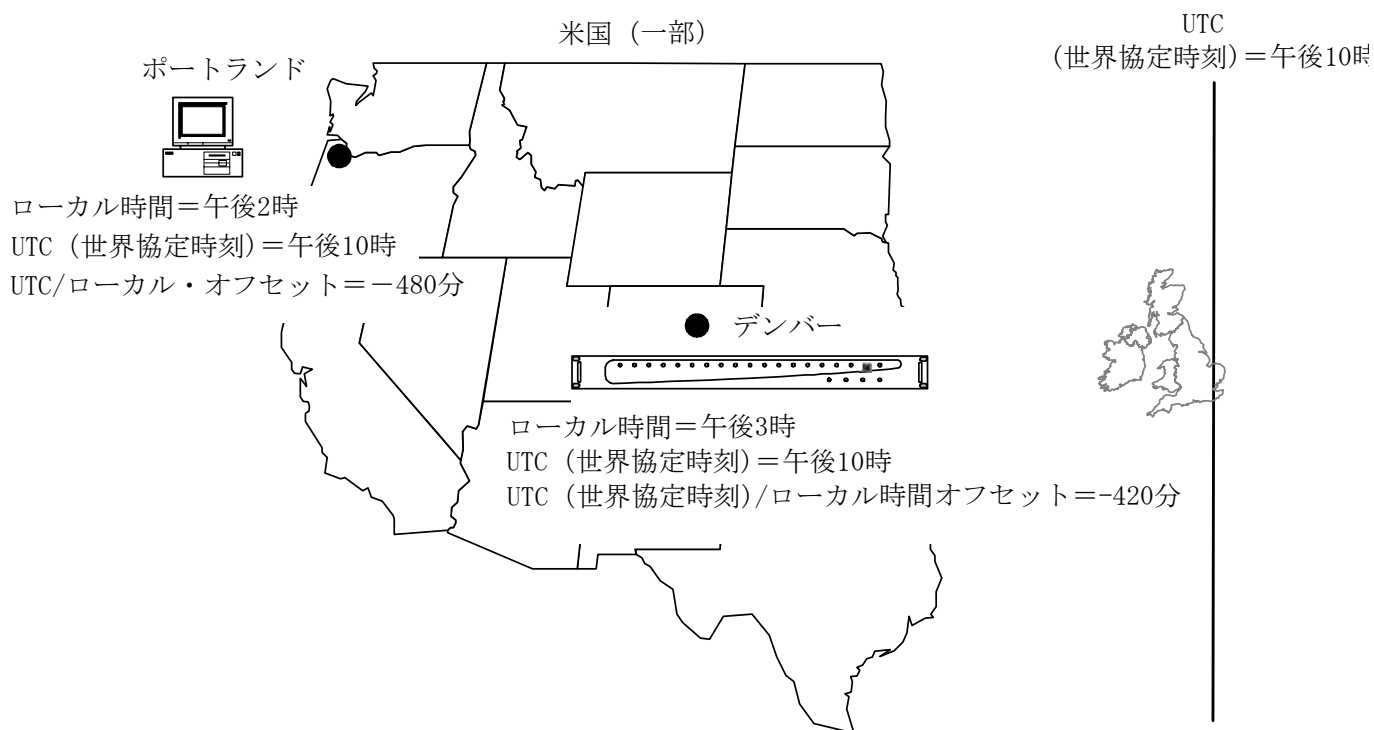 米国 (一部)
UTC
(世界協定時刻)＝午後10時
ポートランド
ローカル時間＝午後2時
UTC (世界協定時刻)＝午後10時
UTC/ローカル・オフセット＝－480分
デンバー
ローカル時間＝午後3時
UTC (世界協定時刻)＝午後10時
UTC (世界協定時刻)/ローカル時間オフセット＝-420分